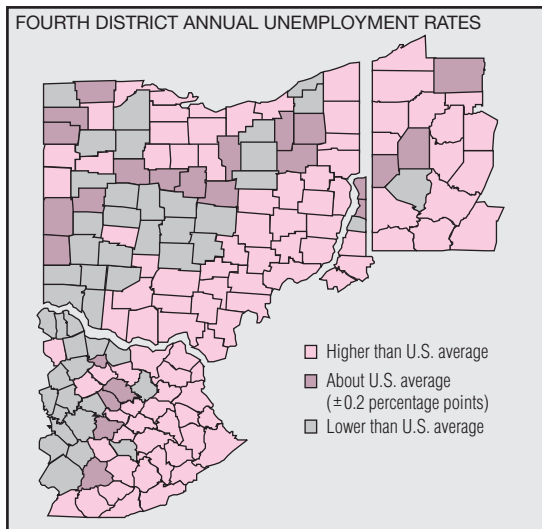 FOURTH DISTRICT ANNUAL UNEMPLOYMENT RATES
Higher than U.S. average
About U.S. average
(±0.2 percentage points)
Lower than U.S. average